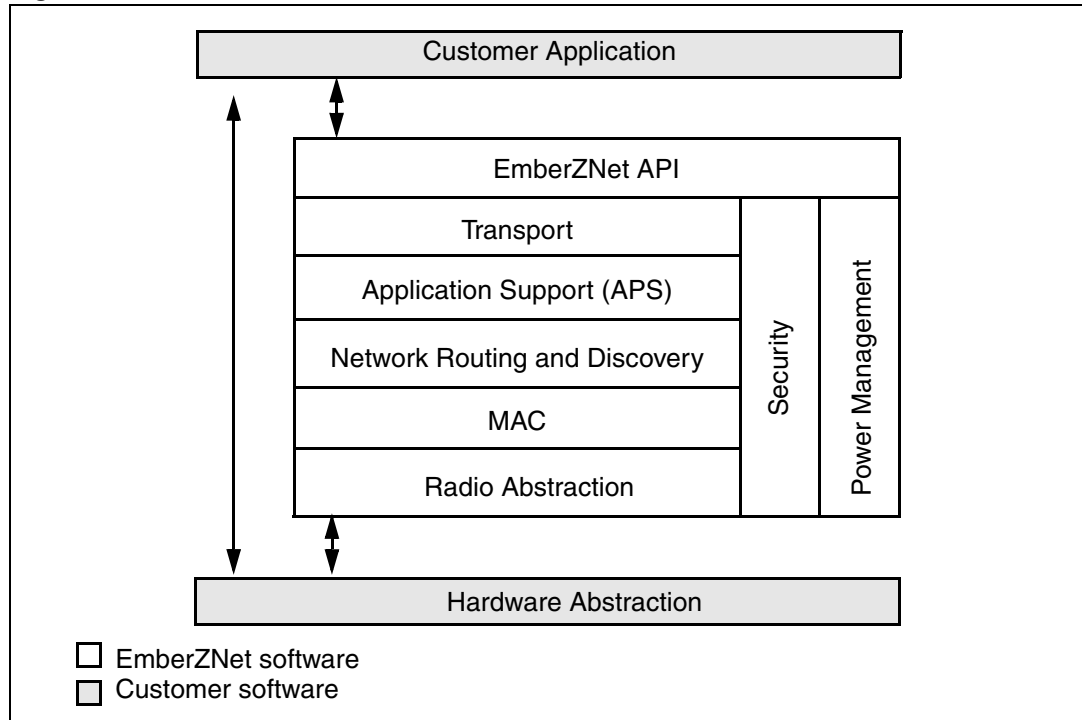 Customer Application
EmberZNet API
Transport
Application Support (APS)
Network Routing and Discovery
MAC
Radio Abstraction
Security
Power Management
Hardware Abstraction
EmberZNet software
Customer software